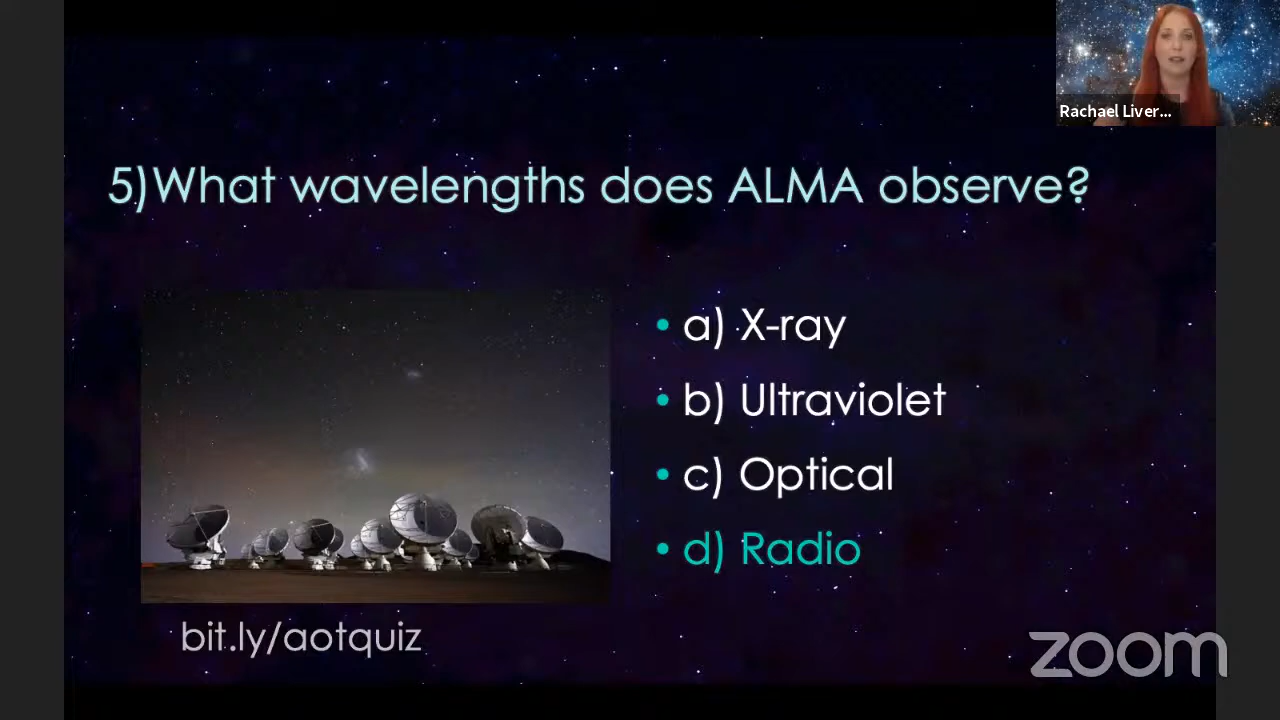 Rachael Liver...
5)What wavelengths does ALMA observe?
• a) X-ray
• b) Ultraviolet
• c) Optical
• d) Radio
bit.ly/aotquiz
zoom